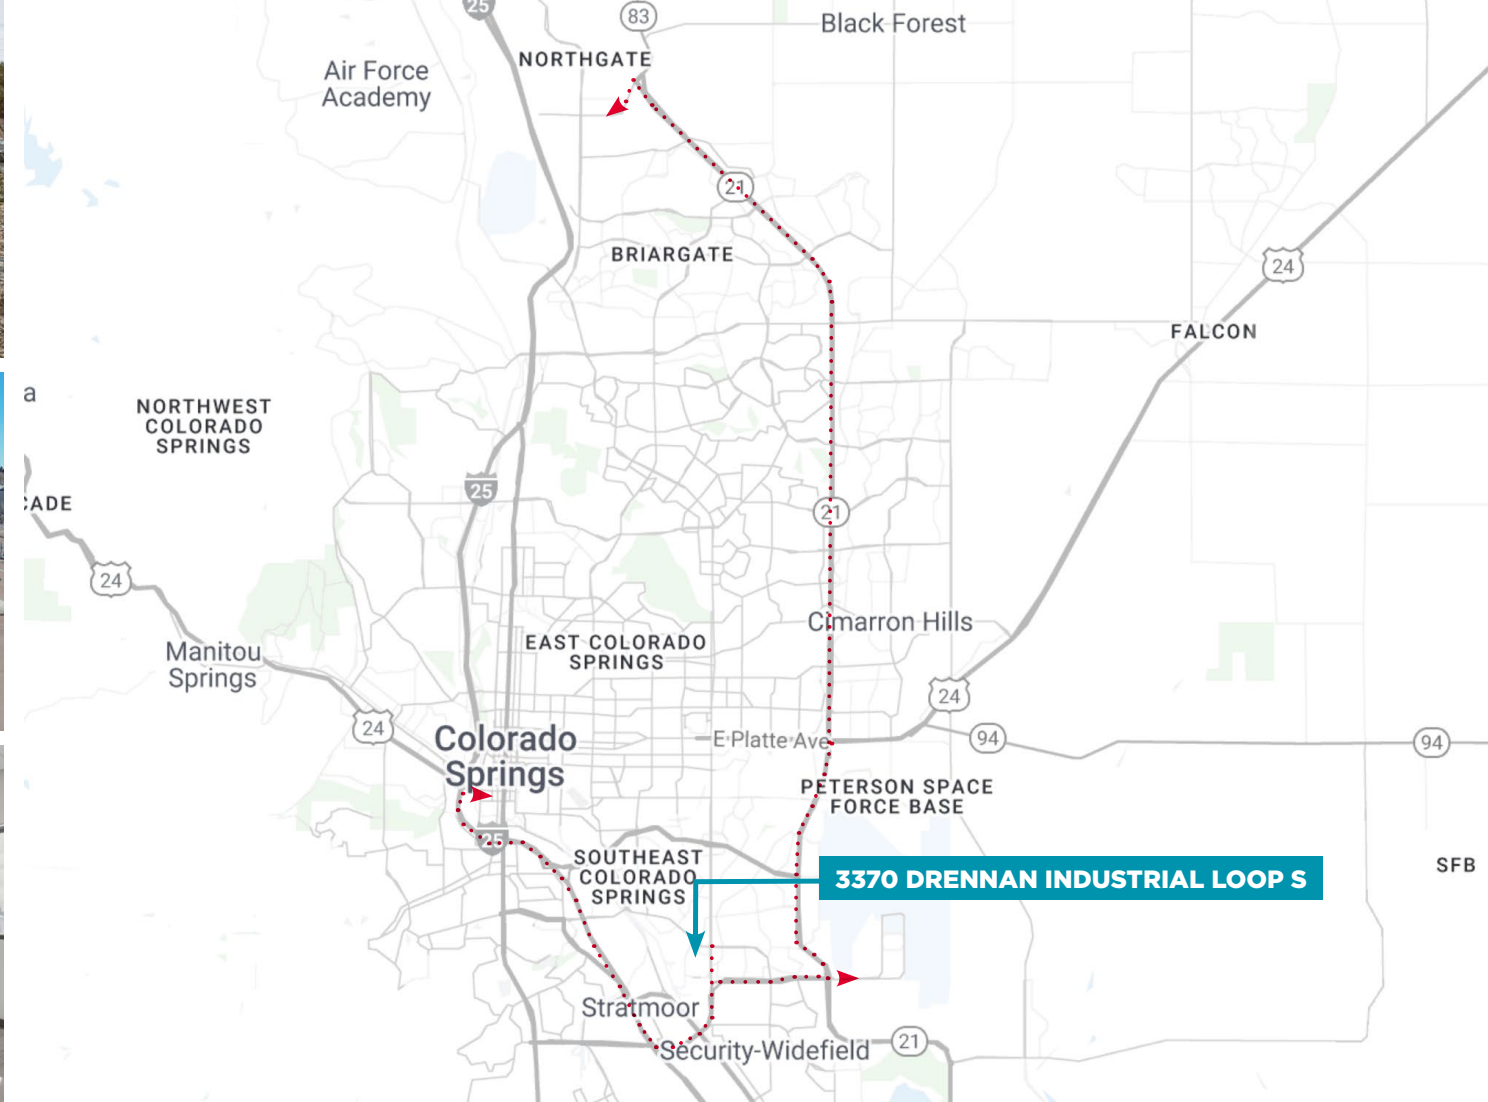 25
83
Black Forest
NORTHGATE
Air Force
Academy
21
BRIARGATE
24
FALCON
a
NORTHWEST
COLORADO
SPRINGS
25
CADE
21
24
Cimarron Hills
EAST COLORADO
SPRINGS
Manitou
Springs
24
24
Colorado
Springs
E Platte Ave
94
94
PETERSON SPACE
FORCE BASE
25
SOUTHEAST
COLORADO
SPRINGS
3370 DRENNAN INDUSTRIAL LOOP S
SFB
Stratmoor
Security-Widefield
21